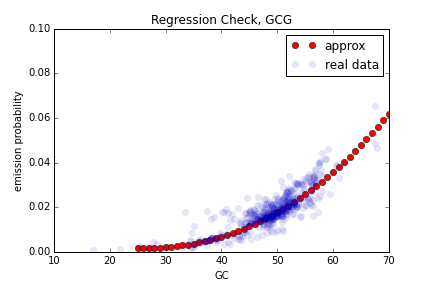 Regression Check, GCG
0.10
0.08
0.06
0.04
0.02
0.00
emission probability
approx
real data
10 20 30 40 50 60 70
GC